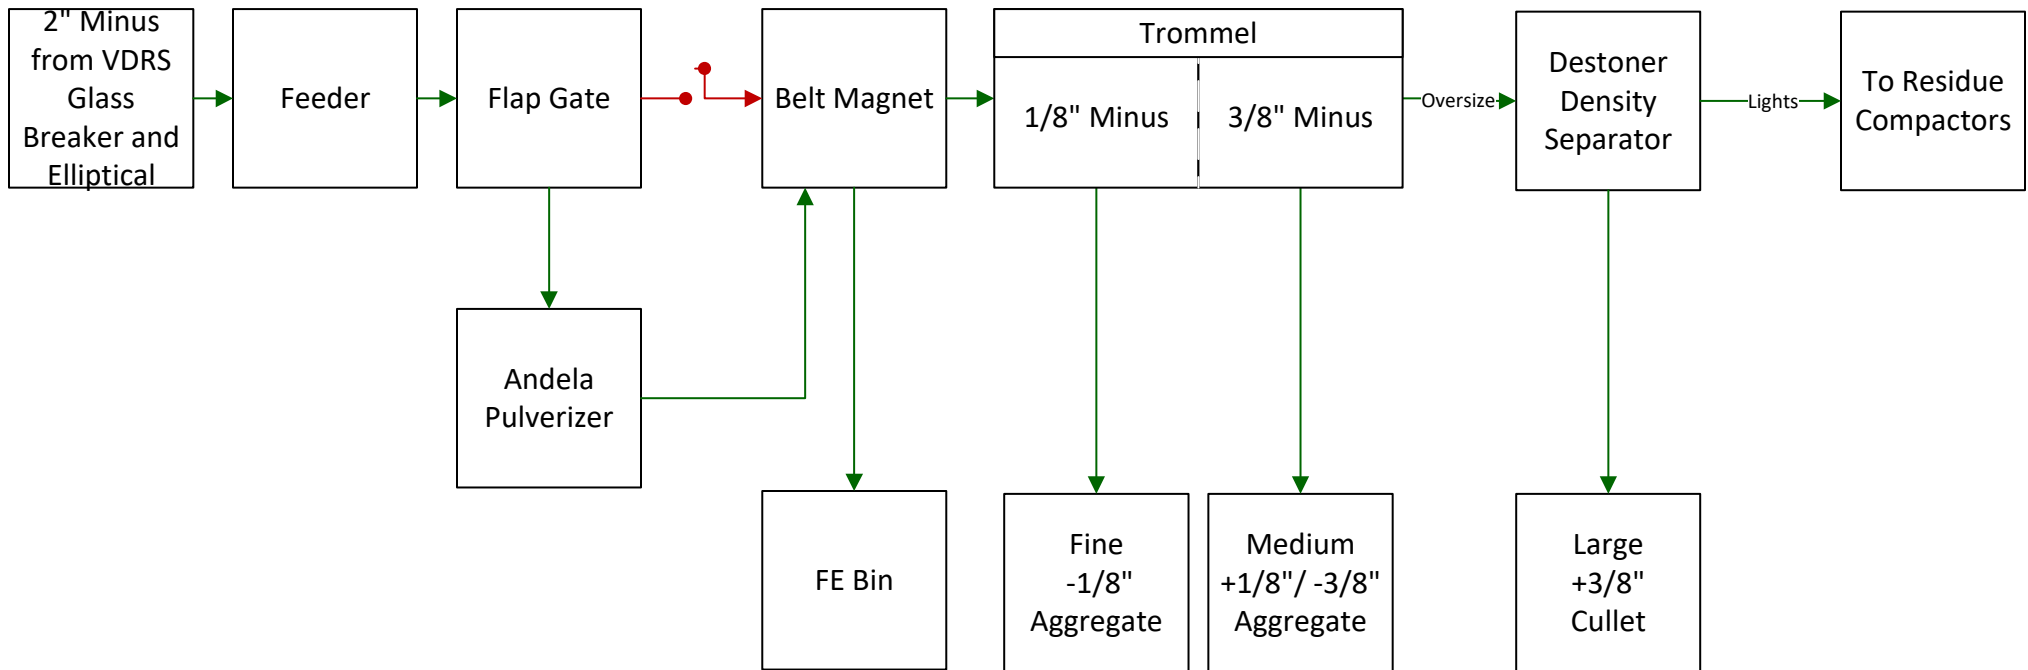 2" Minus
from VDRS
Glass
Breaker and
Elliptical
Feeder
Flap Gate
Belt Magnet
Trommel
1/8" Minus
3/8" Minus
Oversize
Destoner
Density
Separator
Lights
To Residue
Compactors
Andela
Pulverizer
FE Bin
Fine
-1/8"
Aggregate
Medium
+1/8"/ -3/8"
Aggregate
Large
+3/8"
Cullet